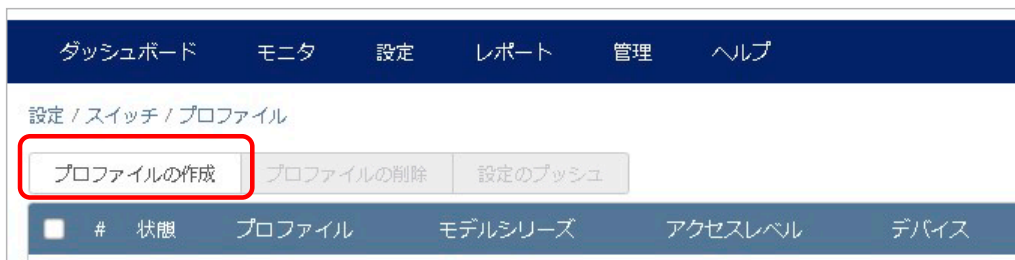 ダッシュボード モニタ 設定 レポート 管理 ヘルプ
設定 / スイッチ / プロファイル
プロファイルの作成 プロファイルの削除 設定のプッシュ
# 状態 プロファイル モデルシリーズ アクセスレベル デバイス